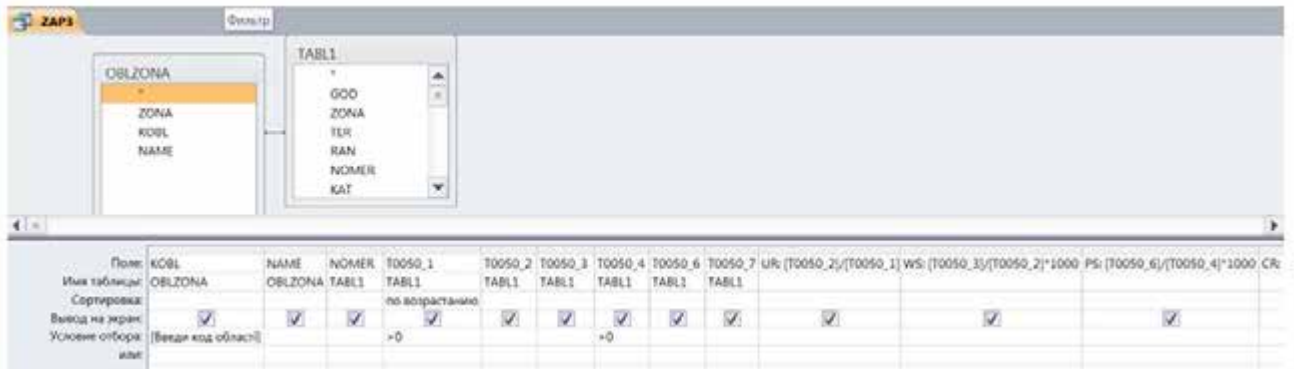 ZAP3
Фильтр
OBLZONA
*
ZONA
KOBL
NAME
TABL1
*
GOD
ZONA
TER
RAN
NOMER
KAT
Поле: KOBL NAME NOMER T0050_1 T0050_2 T0050_3 T0050_4 T0050_6 T0050_7 UR: [T0050_2]/[T0050_1] WS: [T0050_3]/[T0050_2]*1000 PS: [T0050_6]/[T0050_4]*1000 CR:
Имя таблицы: OBLZONA OBLZONA TABL1 TABL1 TABL1 TABL1 TABL1 TABL1 TABL1
Сортировка: по возрастанию
Вывод на экран:
Условие отбора: [Введи код області] >0 >0
или: